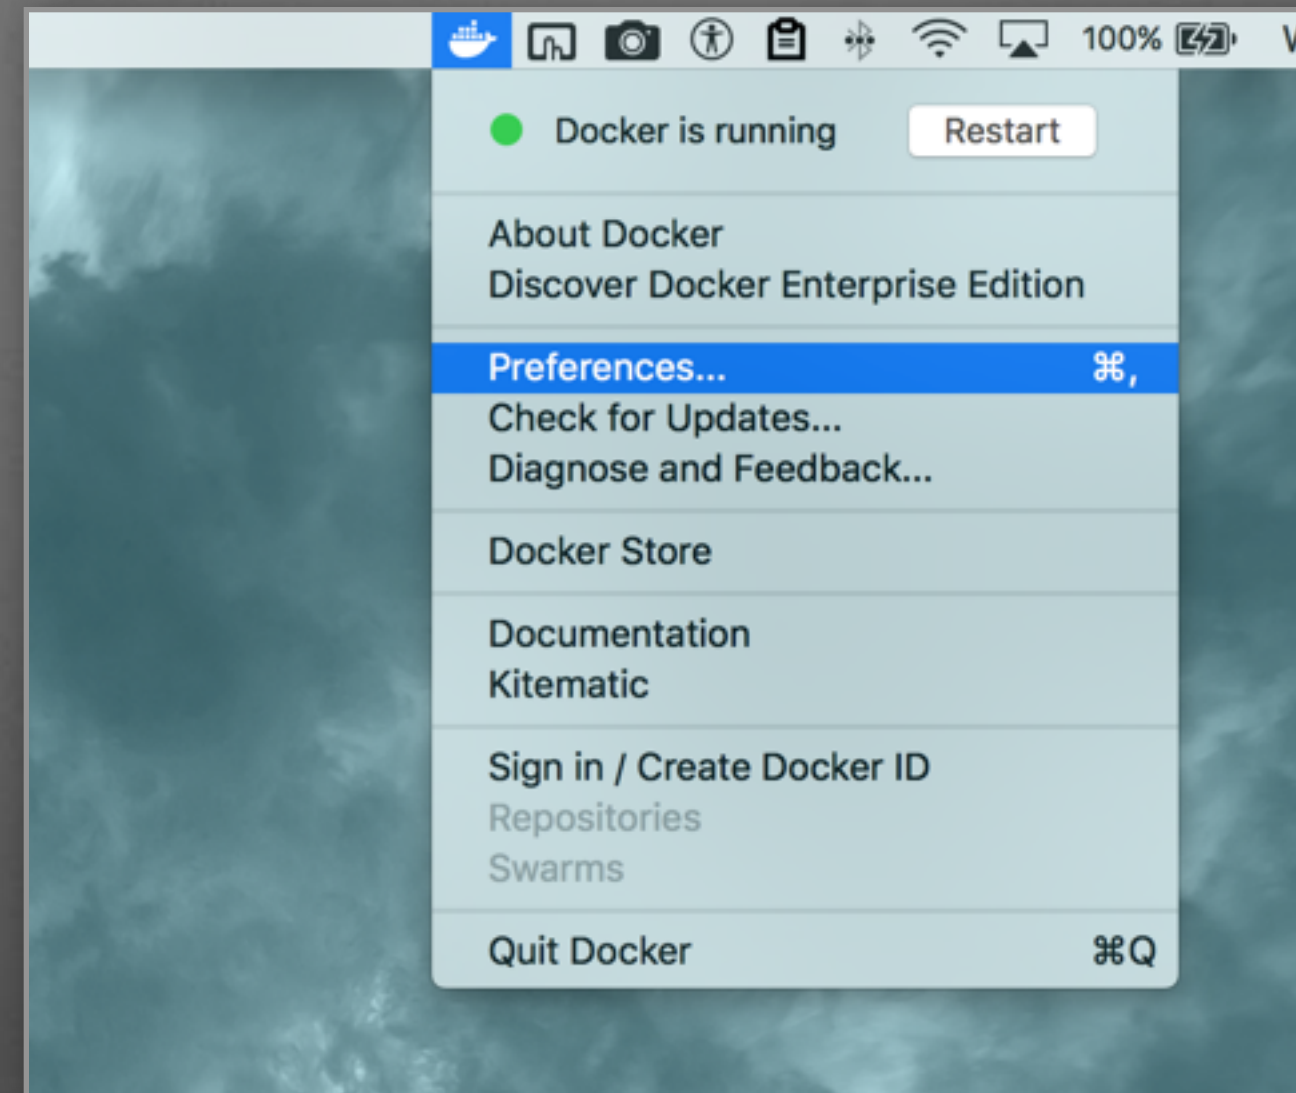 100%
Docker is running Restart
About Docker
Discover Docker Enterprise Edition
Preferences... ⌘,
Check for Updates...
Diagnose and Feedback...
Docker Store
Documentation
Kitematic
Sign in / Create Docker ID
Repositories
Swarms
Quit Docker ⌘Q